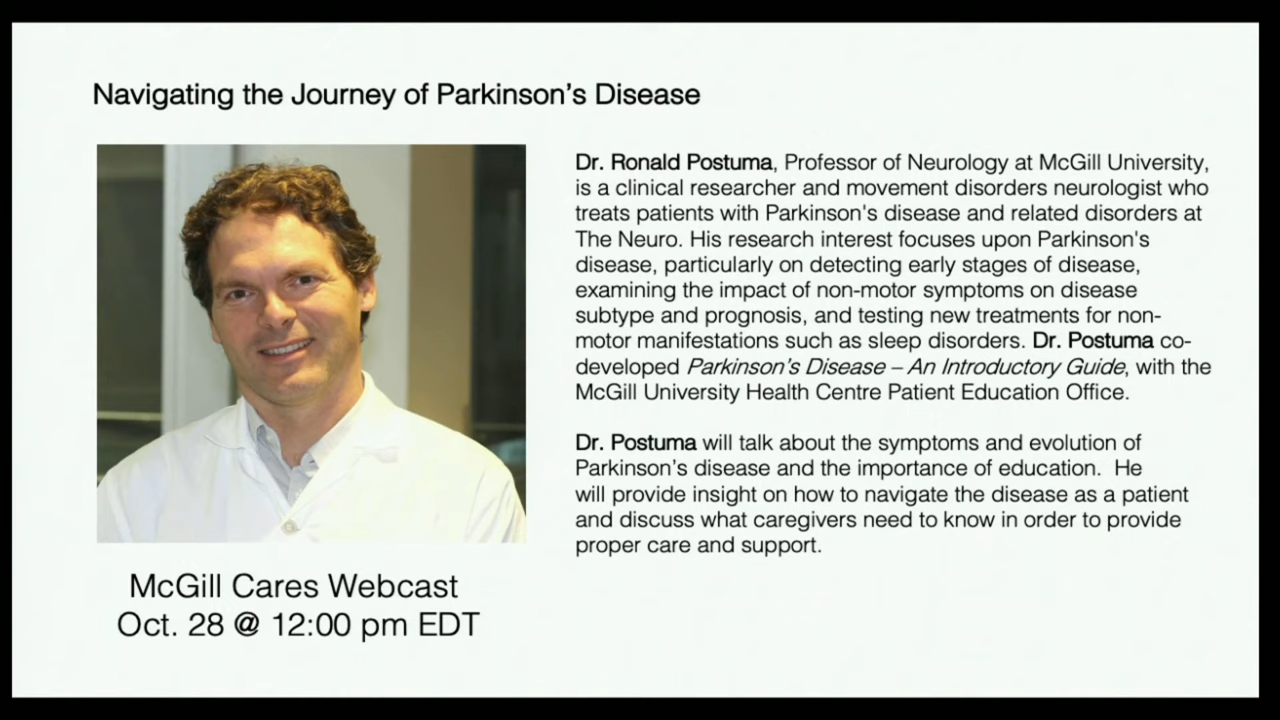 Navigating the Journey of Parkinson's Disease
Dr. Ronald Postuma, Professor of Neurology at McGill University,
is a clinical researcher and movement disorders neurologist who
treats patients with Parkinson's disease and related disorders at
The Neuro. His research interest focuses upon Parkinson's
disease, particularly on detecting early stages of disease,
examining the impact of non-motor symptoms on disease
subtype and prognosis, and testing new treatments for non-
motor manifestations such as sleep disorders. Dr. Postuma co-
developed Parkinson's Disease – An Introductory Guide, with the
McGill University Health Centre Patient Education Office.
Dr. Postuma will talk about the symptoms and evolution of
Parkinson's disease and the importance of education. He
will provide insight on how to navigate the disease as a patient
and discuss what caregivers need to know in order to provide
proper care and support.
McGill Cares Webcast
Oct. 28 @ 12:00 pm EDT